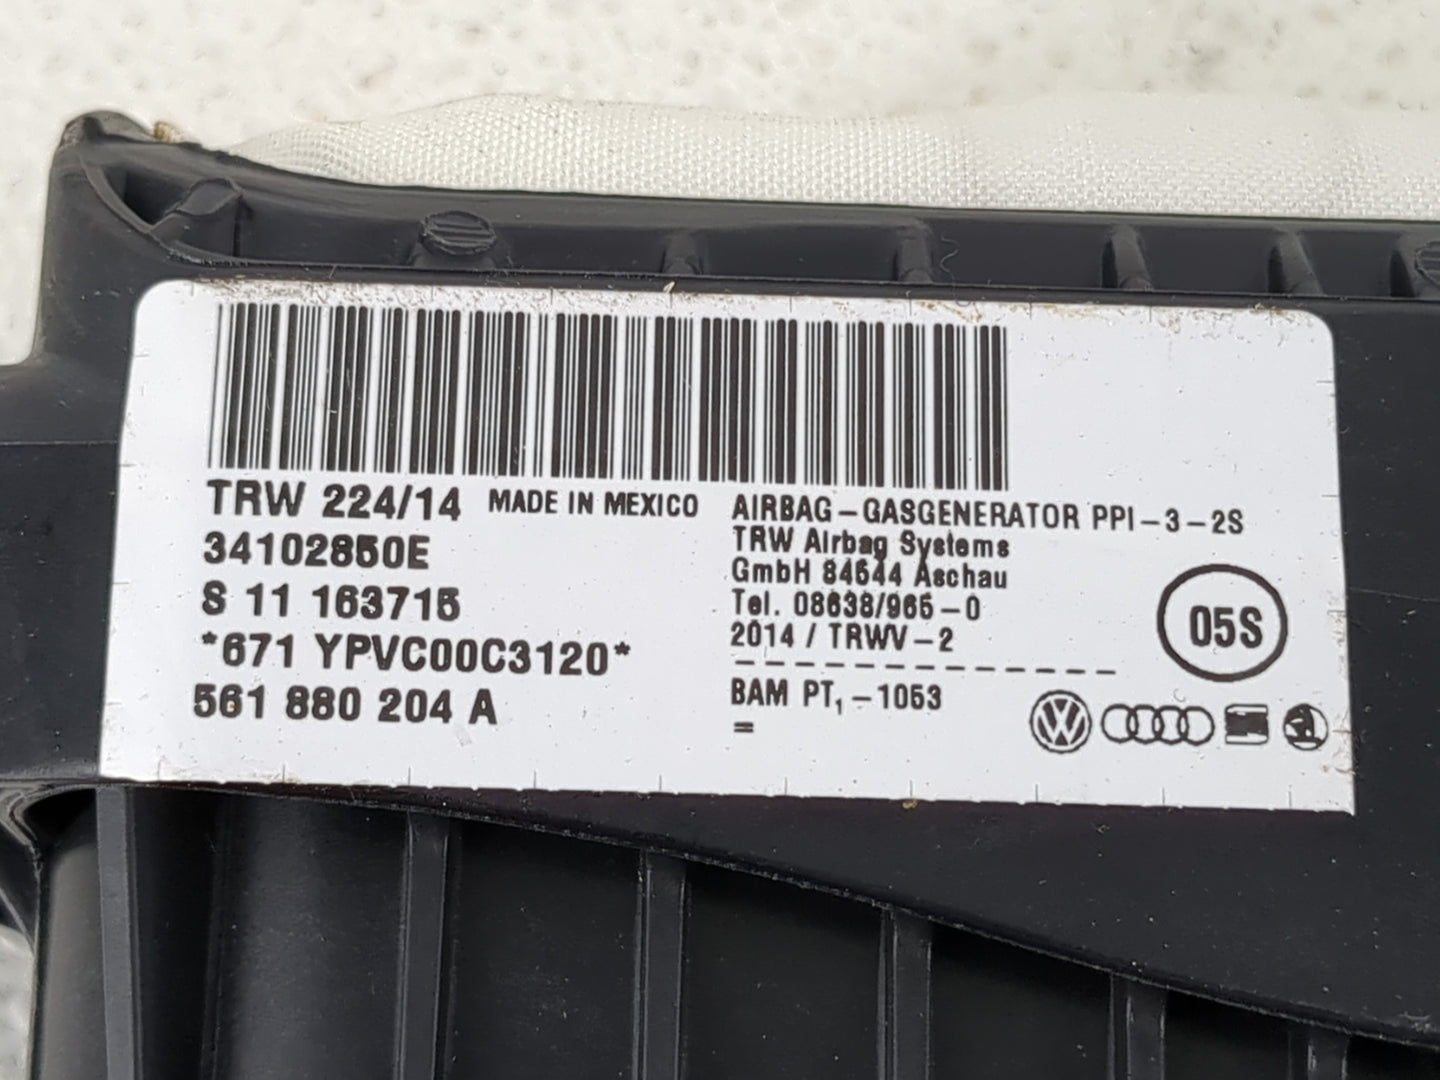 TRW 224/14 MADE IN MEXICO
34102850E
S 11 163715
*671 YPVC00C3120*
561 880 204 A
AIRBAG-GASGENERATOR PPI-3-2S
TRW Airbag Systems
GmbH 84544 Aschau
Tel. 08638/965-0
2014 / TRWV-2
BAM PT₁-1053
=
05S